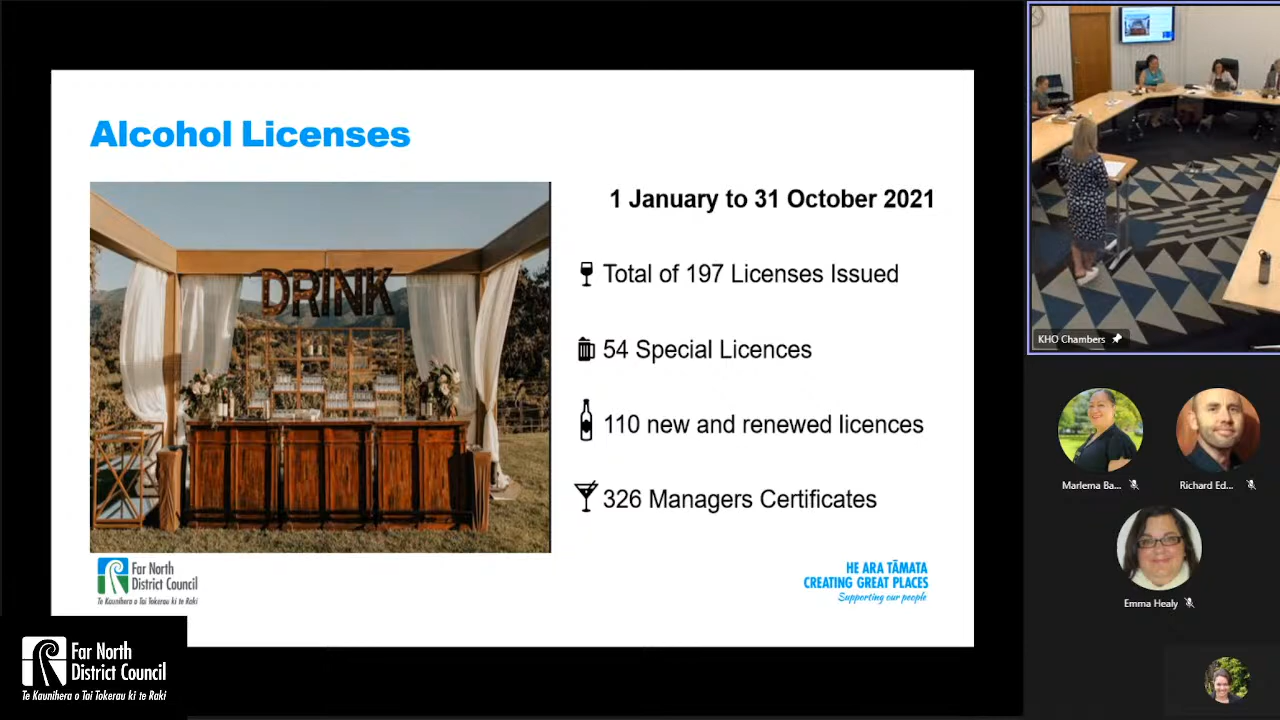 Alcohol Licenses
DRINK
1 January to 31 October 2021
Total of 197 Licenses Issued
54 Special Licences
110 new and renewed licences
326 Managers Certificates
Far North
District Council
Te Kaunihera o Tai Tokerau ki te Raki
HE ARA TĀMATA
CREATING GREAT PLACES
Supporting our people
Far North
District Council
Te Kaunihera o Tai Tokerau ki te Raki
KHO Chambers
Marlema Ba...
Richard Ed...
Emma Healy